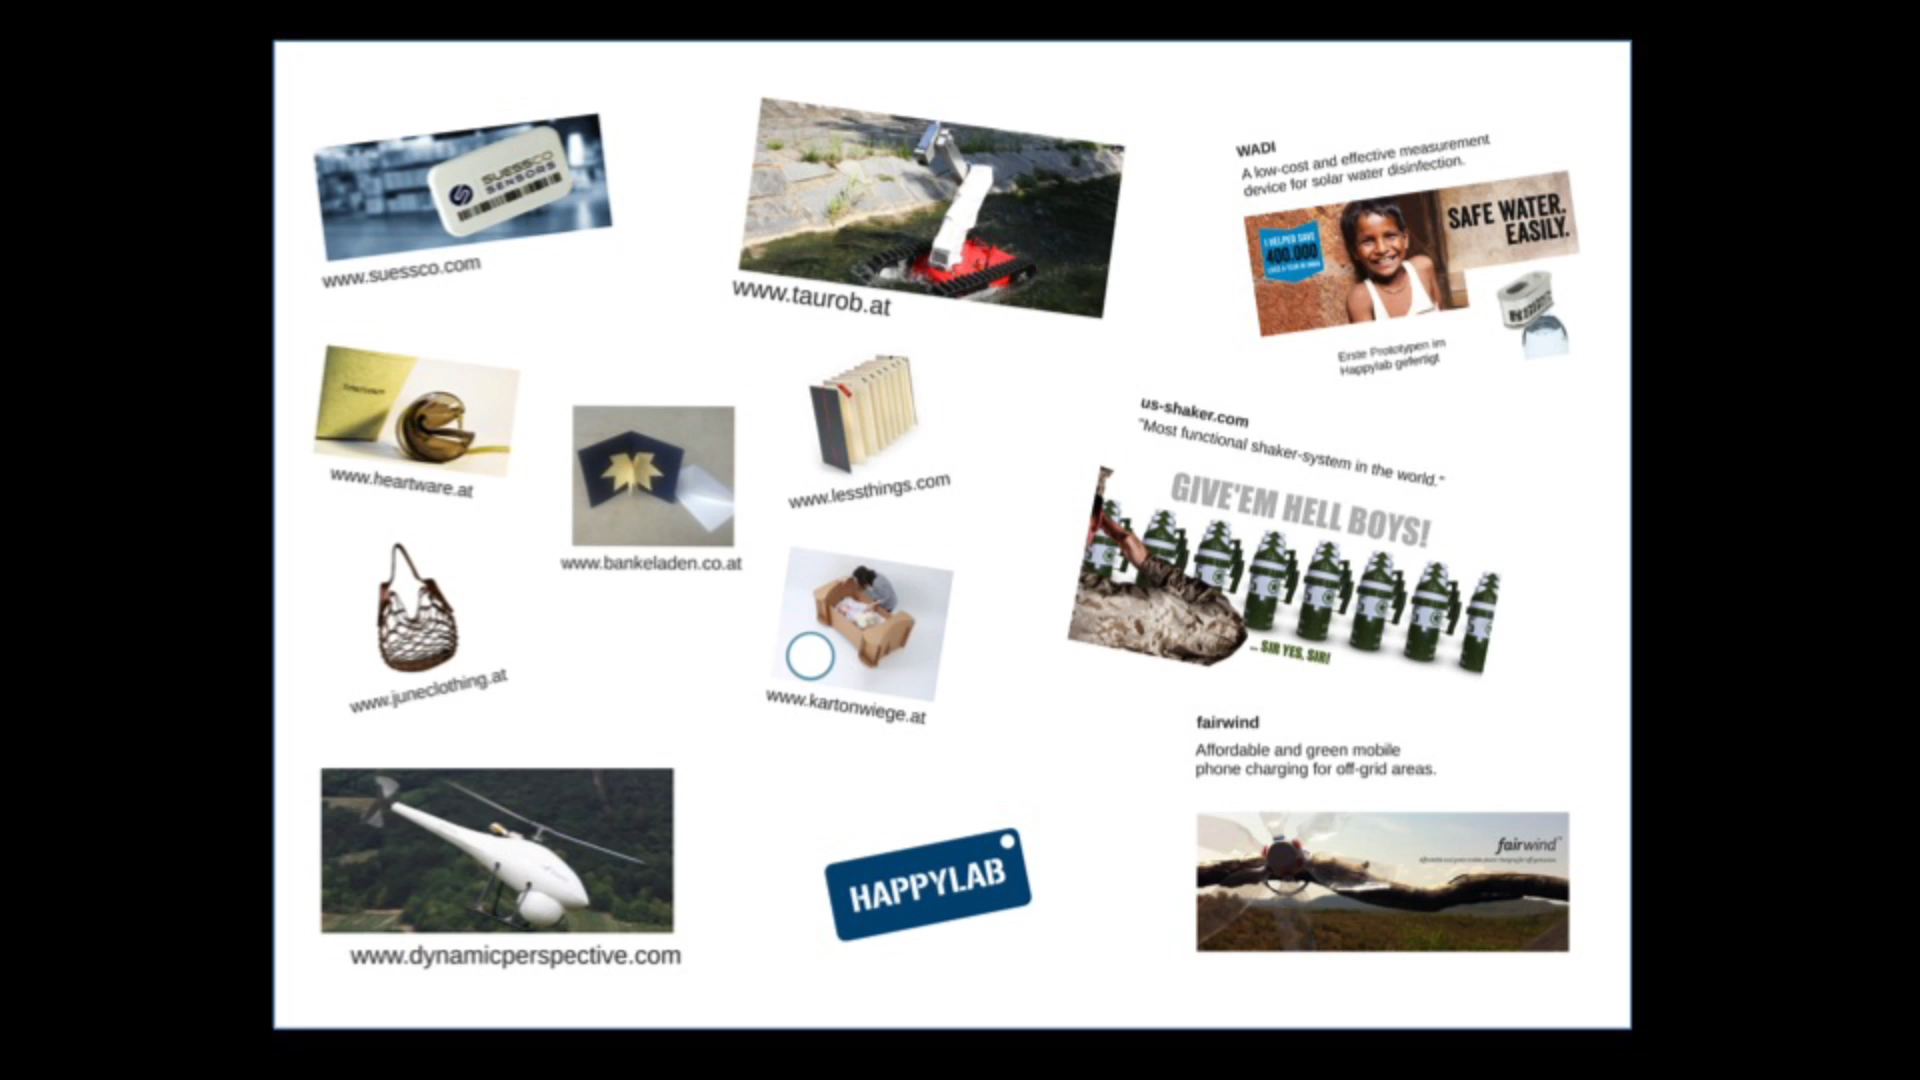 SUESSCO
SENSORS
www.suessco.com
www.taurob.at
WADI
A low-cost and effective measurement
device for solar water disinfection.
I HELPED SAVE
400.000
SAFE WATER.
EASILY.
Erste Prototypen im
Happylab gefertigt
www.heartware.at
www.bankeladen.co.at
www.lessthings.com
us-shaker.com
"Most functional shaker-system in the world."
GIVE'EM HELL BOYS!
... SIR YES, SIR!
www.juneclothing.at
www.kartonwiege.at
fairwind
Affordable and green mobile
phone charging for off-grid areas.
fairwind
www.dynamicperspective.com
HAPPYLAB